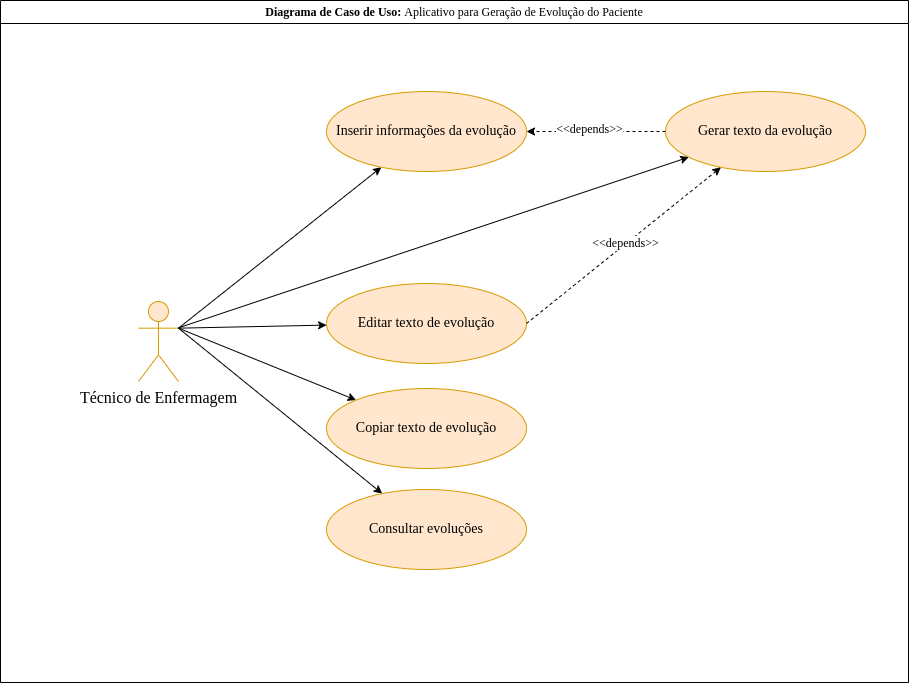 Diagrama de Caso de Uso: Aplicativo para Geração de Evolução do Paciente
Inserir informações da evolução
<<depends>>
Gerar texto da evolução
<<depends>>
Editar texto de evolução
Técnico de Enfermagem
Copiar texto de evolução
Consultar evoluções